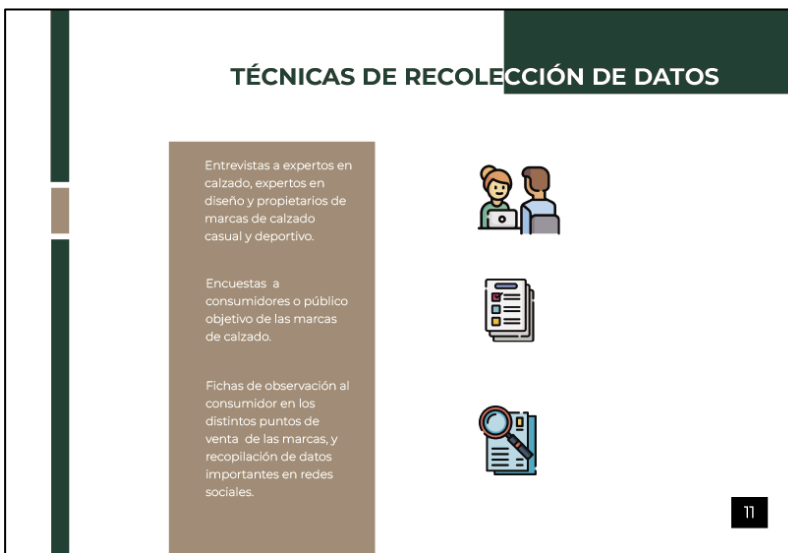 TÉCNICAS DE RECOLECCIÓN DE DATOS
Entrevistas a expertos en
calzado, expertos en
diseño y propietarios de
marcas de calzado
casual y deportivo.
Encuestas a
consumidores o público
objetivo de las marcas
de calzado.
Fichas de observación al
consumidor en los
distintos puntos de
venta de las marcas, y
recopilación de datos
importantes en redes
sociales.
11